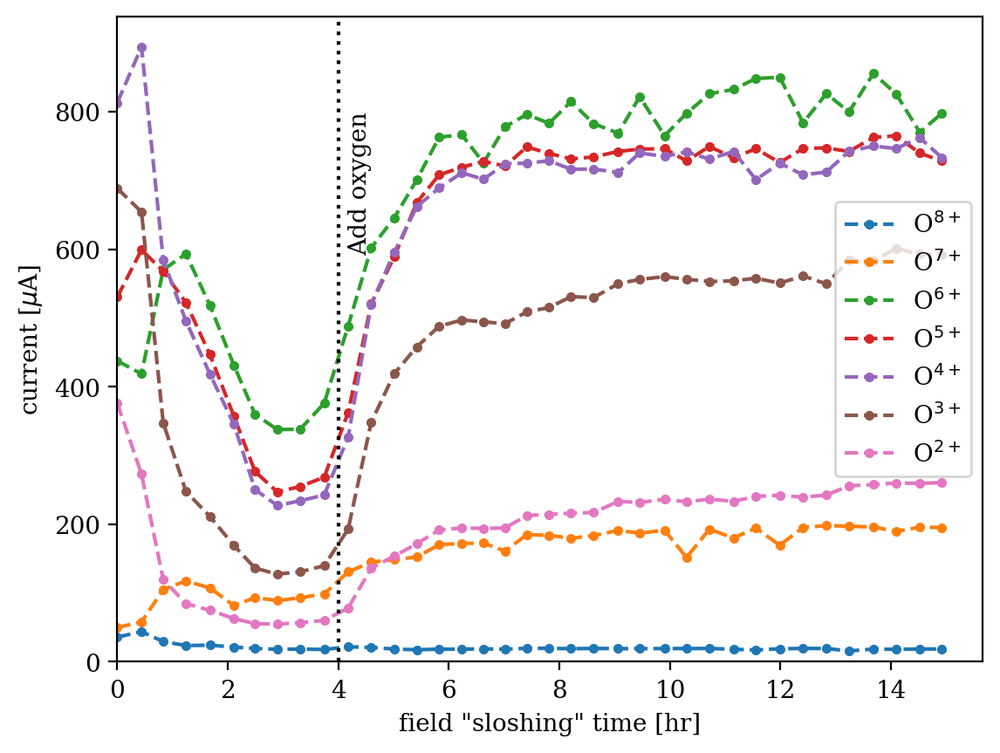 current [μA]
800
600
400
200
0
Add oxygen
O⁸⁺
O⁷⁺
O⁶⁺
O⁵⁺
O⁴⁺
O³⁺
O²⁺
0 2 4 6 8 10 12 14
field "sloshing" time [hr]